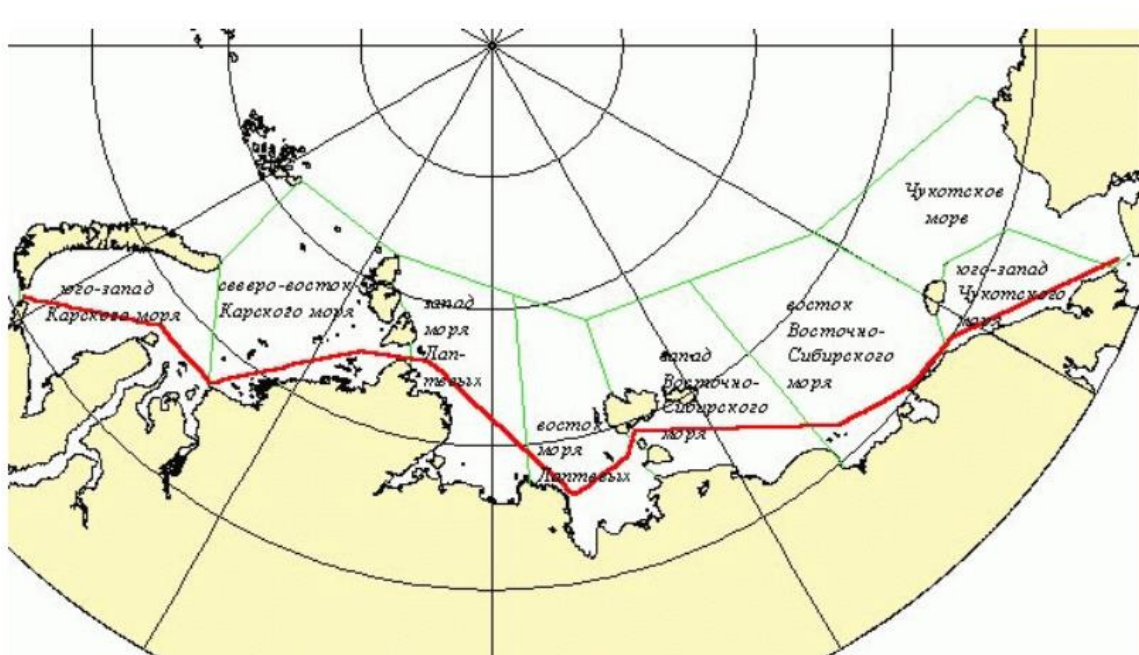 юго-запад
Карского моря
северо-восток
Карского моря
запад
моря
Лап-
тевых
восток
моря
Лаптевых
запад
Восточно-
Сибирского
моря
восток
Восточно-
Сибирского
моря
Чукотское
море
юго-запад
Чукотского
моря